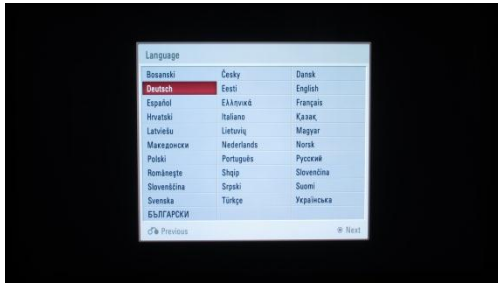 Language
Bosanski Česky Dansk
Deutsch Eesti English
Español Ελληνικά Français
Hrvatski Italiano Қазақ
Latviešu Lietuvių Magyar
Македонски Nederlands Norsk
Polski Português Русский
Româneşte Shqip Slovenčina
Slovenščina Srpski Suomi
Svenska Türkçe Українська
БЪЛГАРСКИ
Previous Next